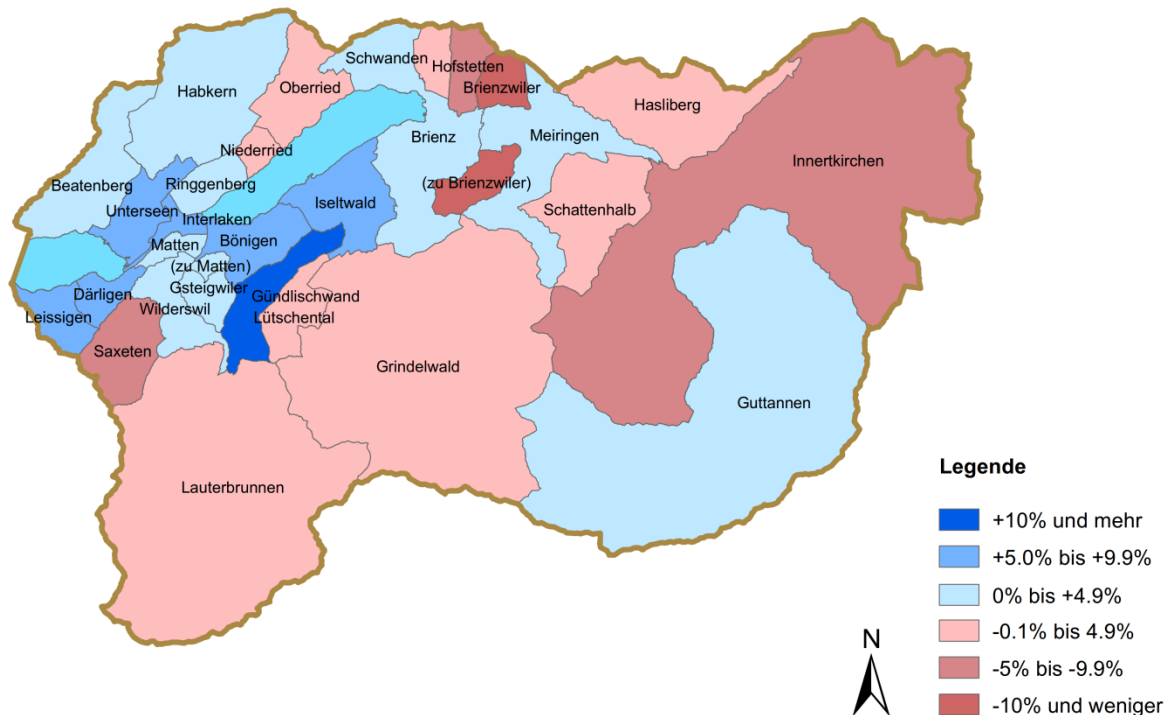 Schwanden
Hofstetten
Oberried
Brienzwiler
Habkern
Hasliberg
Brienz
Meiringen
Niederried
Innertkirchen
Beatenberg
Ringgenberg
(zu Brienzwiler)
Iseltwald
Unterseen
Schattenhalb
Interlaken
Matten
Bönigen
(zu Matten)
Gsteigwiler
Därligen
Gündlischwand
Wilderswil
Lütschental
Leissigen
Saxeten
Grindelwald
Guttannen
Lauterbrunnen
Legende
+10% und mehr
+5.0% bis +9.9%
0% bis +4.9%
-0.1% bis 4.9%
-5% bis -9.9%
-10% und weniger
N